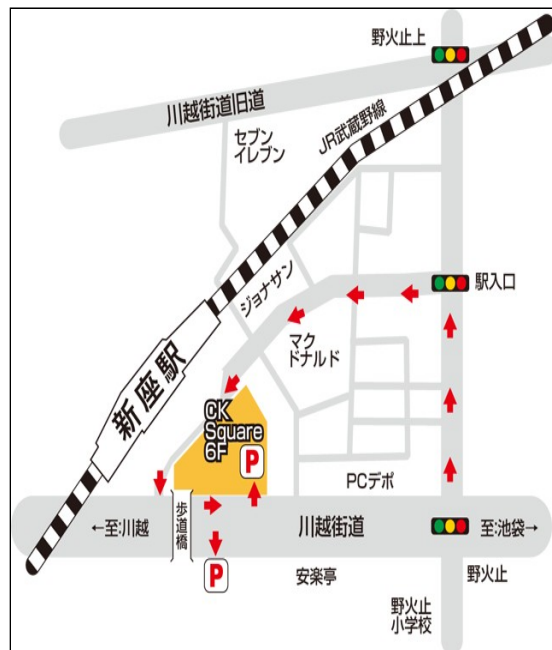 野火止上
川越街道旧道
セブン
イレブン
JR武蔵野線
ジョナサン
駅入口
マク
ドナルド
新座駅
CK
Square
6F
P
PCデポ
←至:川越
歩道橋
川越街道
至:池袋→
P
安楽亭
野火止
野火止
小学校